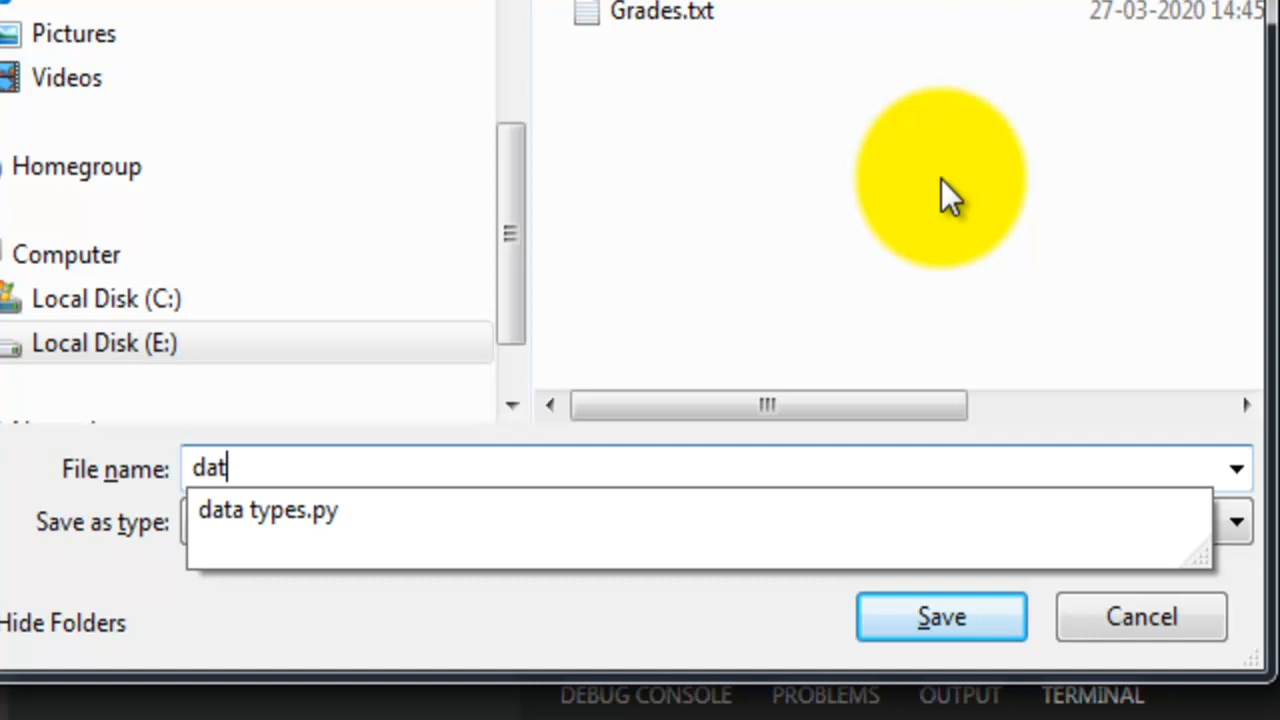 Grades.txt 27-03-2020 14:45
Pictures
Videos
Homegroup
Computer
Local Disk (C:)
Local Disk (E:)
File name: dat
data types.py
Save as type:
Save Cancel
Hide Folders
DEBUG CONSOLE PROBLEMS OUTPUT TERMINAL